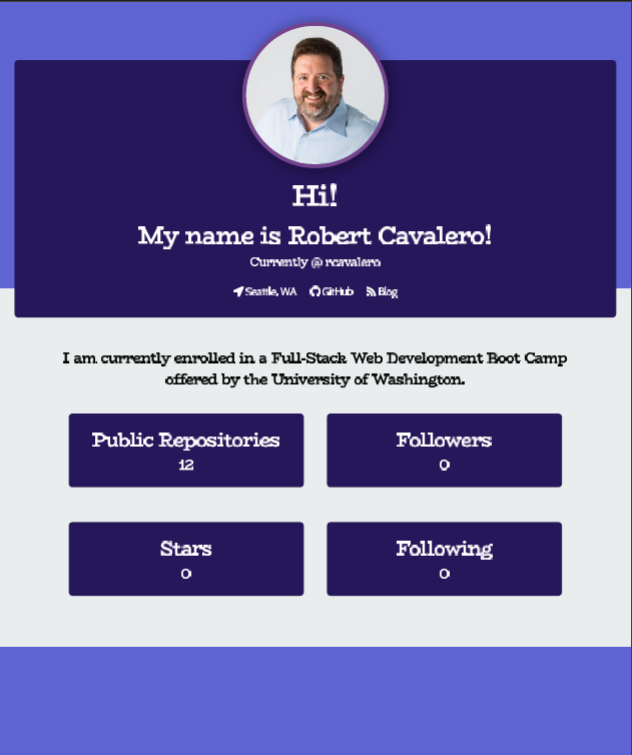 Hi!
My name is Robert Cavalero!
Currently @ rcavalero
Seattle, WA GitHub Blog
I am currently enrolled in a Full-Stack Web Development Boot Camp
offered by the University of Washington.
Public Repositories Followers
12 0
Stars Following
0 0